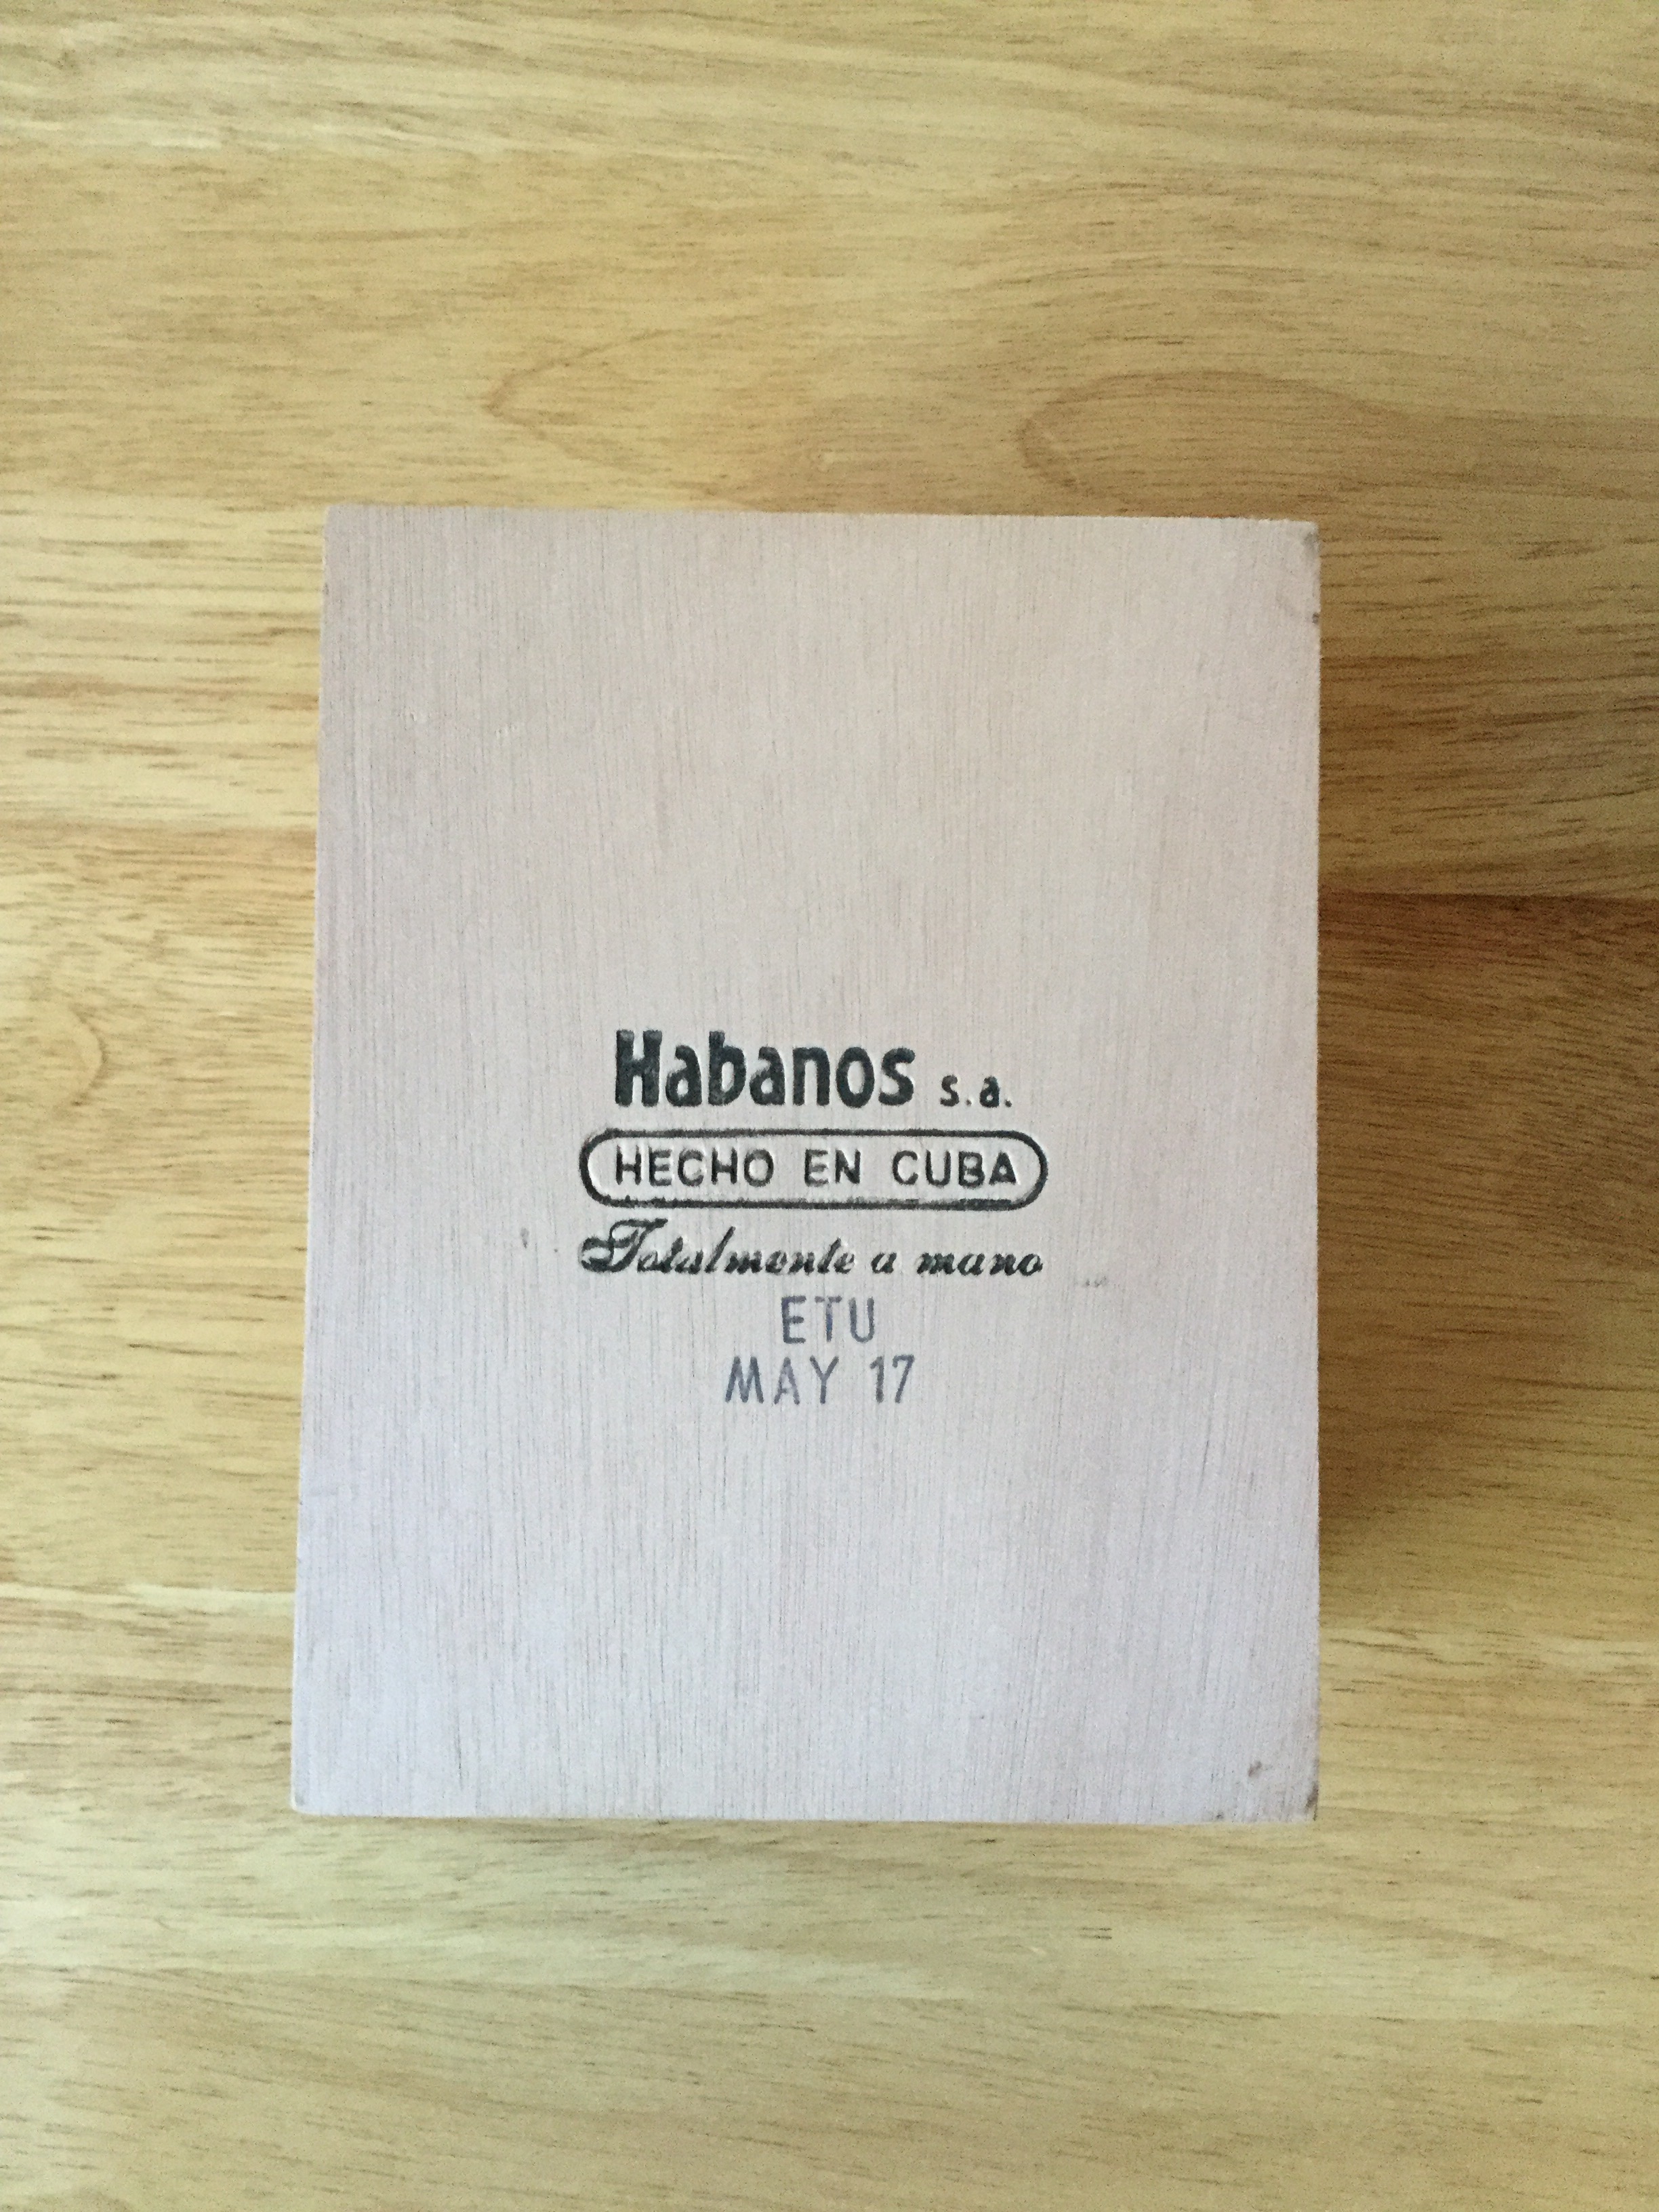 Habanos s.a.
HECHO EN CUBA
Totalmente a mano
ETU
MAY 17